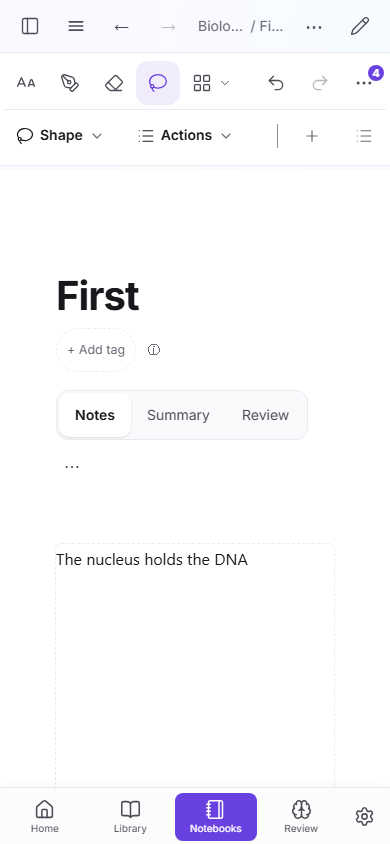 Biolo... / Fi...
AA
4
Shape
Actions
First
+ Add tag
Notes Summary Review
The nucleus holds the DNA
Home Library Notebooks Review